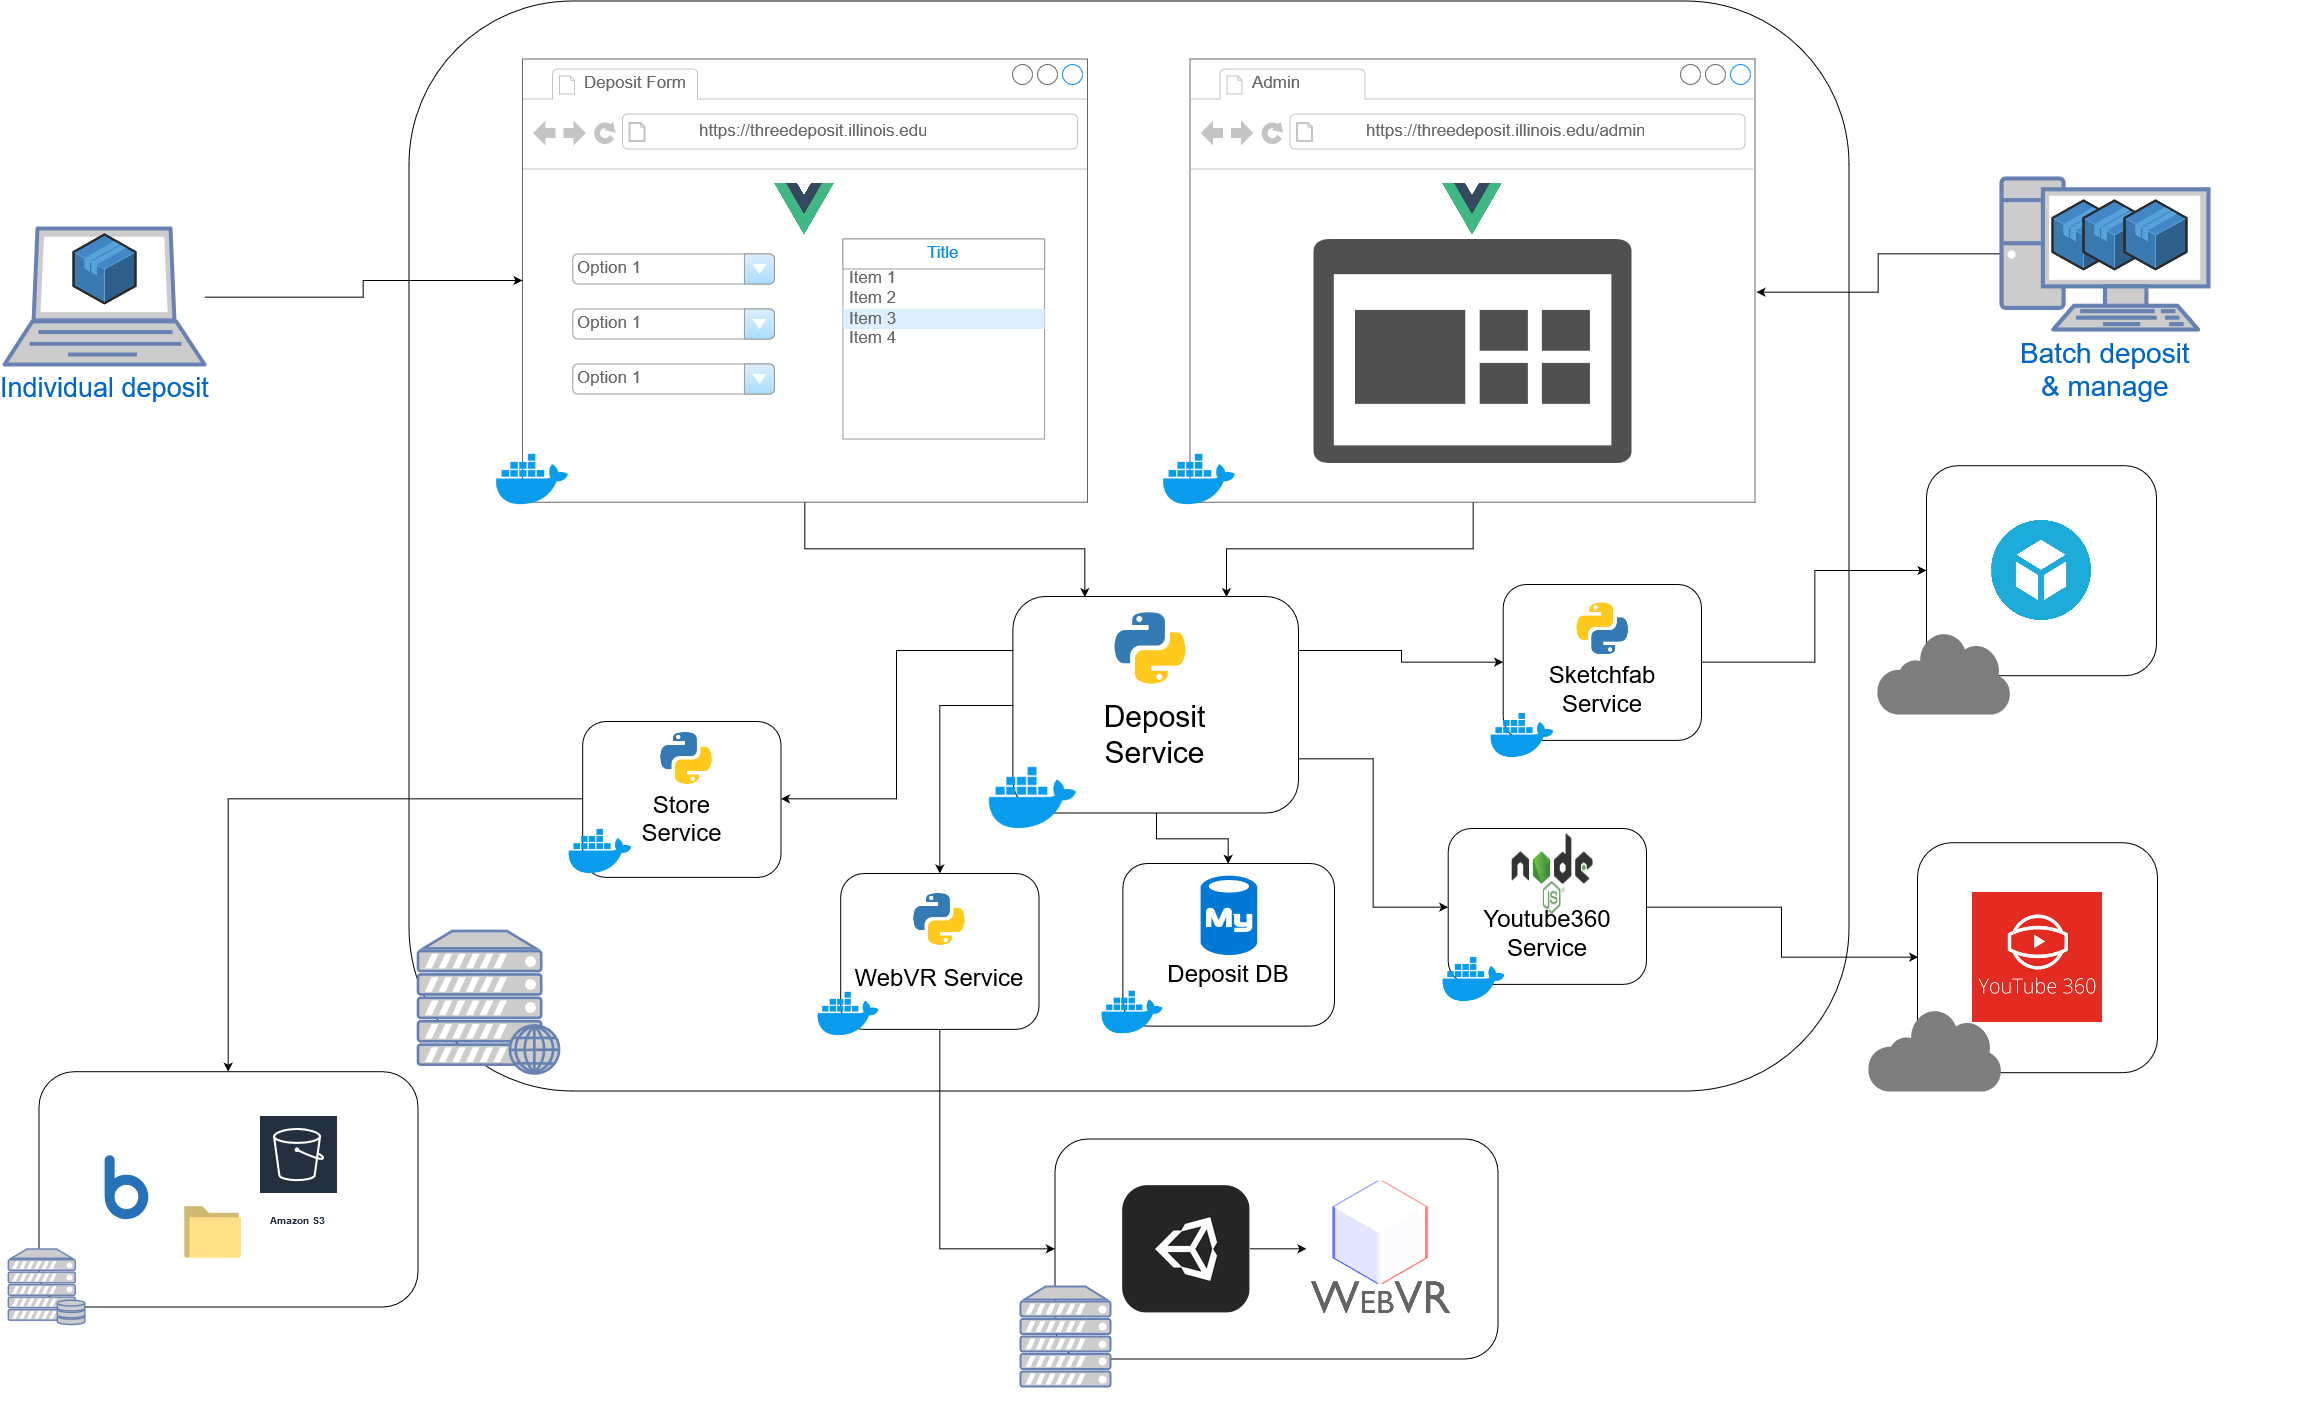 Deposit Form
https://threedeposit.illinois.edu
Option 1
Option 1
Option 1
Title
Item 1
Item 2
Item 3
Item 4
Admin
https://threedeposit.illinois.edu/admin
Individual deposit
Batch deposit
& manage
Deposit
Service
Sketchfab
Service
Store
Service
WebVR Service
My
Deposit DB
node
JS
Youtube360
Service
YouTube 360
b
Amazon S3
WEBVR